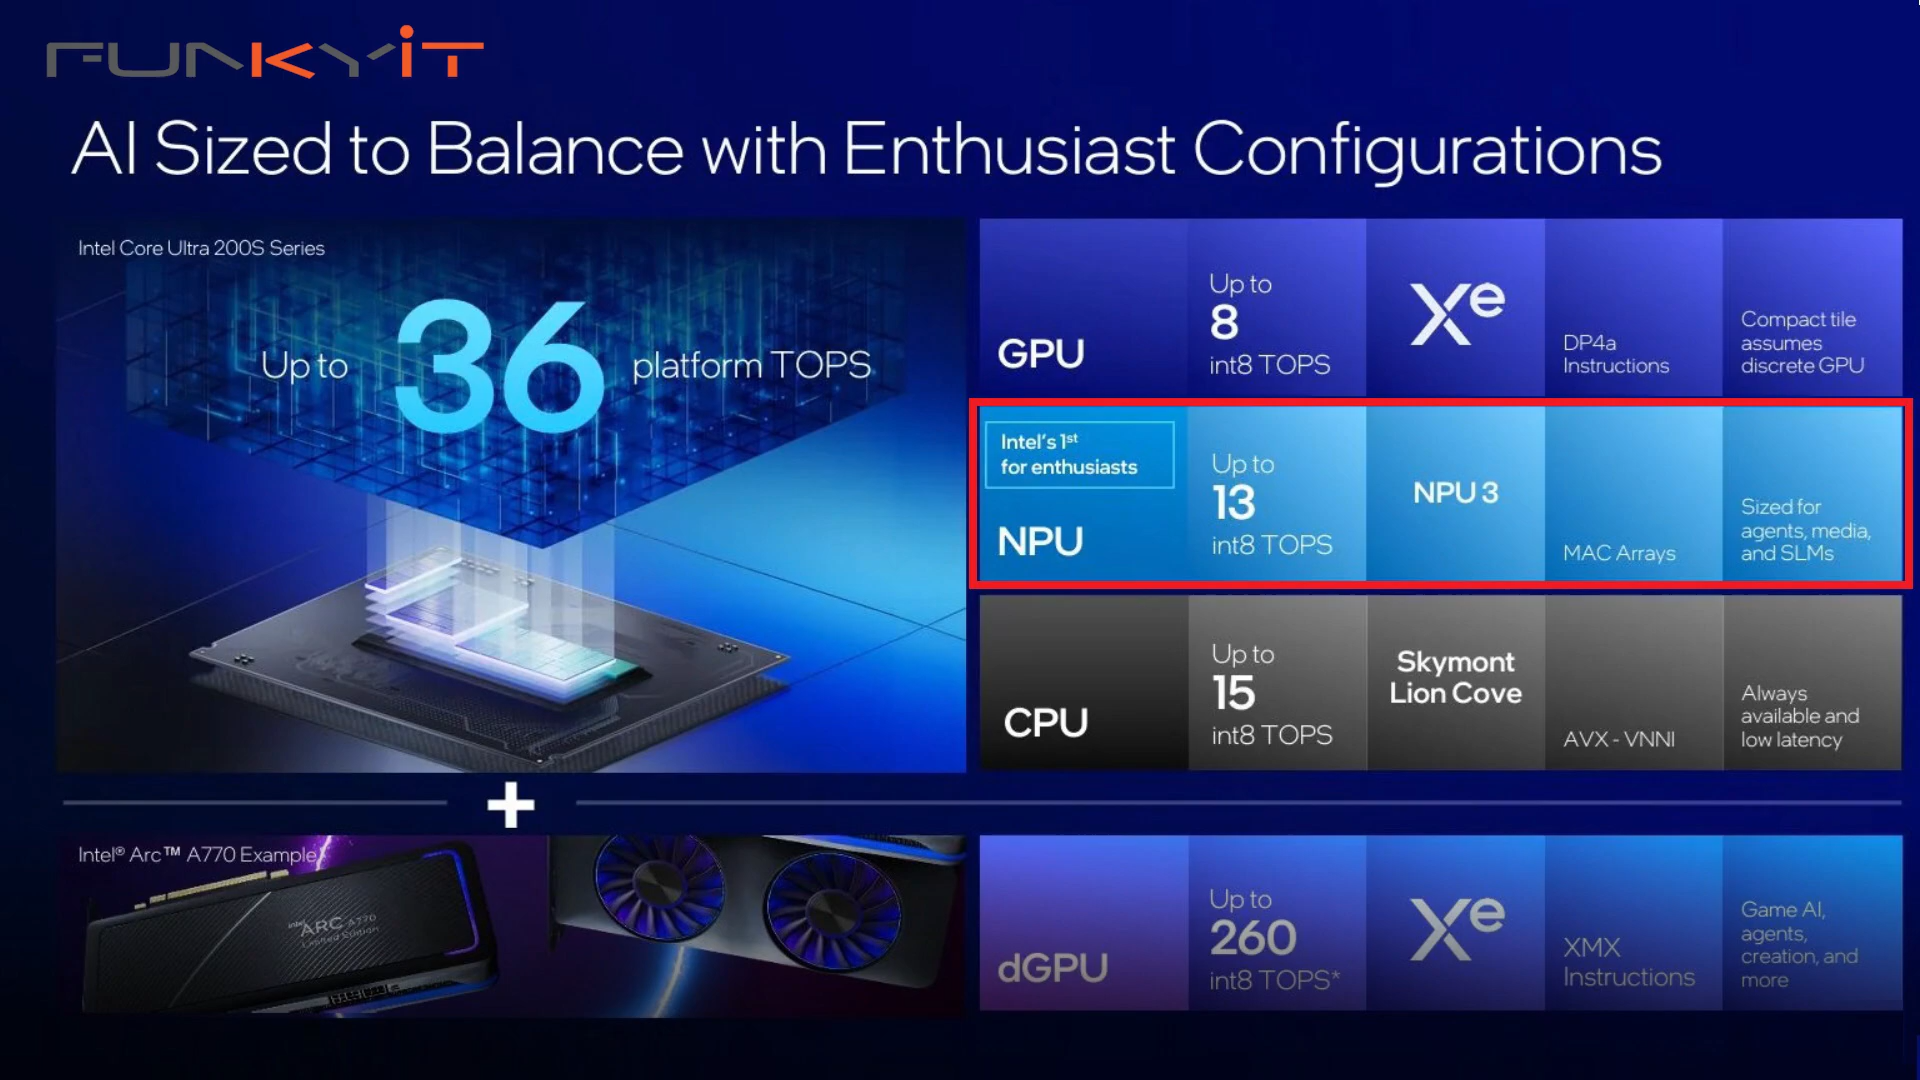 FUNKYiT
AI Sized to Balance with Enthusiast Configurations
Intel Core Ultra 200S Series
Up to 36 platform TOPS
GPU
Up to
8
int8 TOPS
Xe
DP4a
Instructions
Compact tile
assumes
discrete GPU
Intel's 1st
for enthusiasts
NPU
Up to
13
int8 TOPS
NPU 3
MAC Arrays
Sized for
agents, media,
and SLMs
CPU
Up to
15
int8 TOPS
Skymont
Lion Cove
AVX - VNNI
Always
available and
low latency
+
Intel® Arc™ A770 Example*
intel
ARC A770
Limited Edition
dGPU
Up to
260
int8 TOPS*
Xe
XMX
Instructions
Game AI,
agents,
creation, and
more